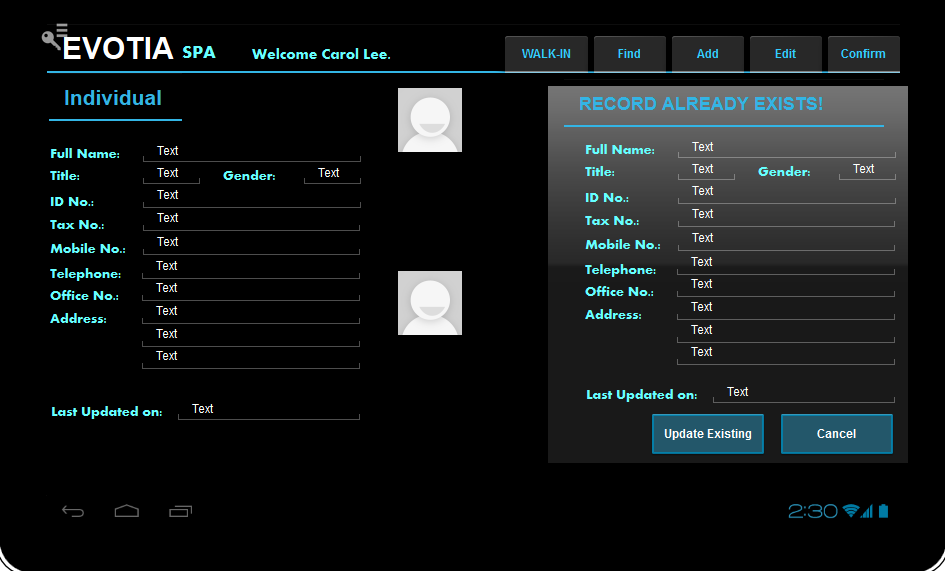 EVOTIA SPA Welcome Carol Lee. WALK-IN Find Add Edit Confirm
Individual
Full Name: Text
Title: Text Gender: Text
ID No.: Text
Tax No.: Text
Mobile No.: Text
Telephone: Text
Office No.: Text
Address: Text
Text
Text
Last Updated on: Text
RECORD ALREADY EXISTS!
Full Name: Text
Title: Text Gender: Text
ID No.: Text
Tax No.: Text
Mobile No.: Text
Telephone: Text
Office No.: Text
Address: Text
Text
Text
Last Updated on: Text
Update Existing Cancel
2:30